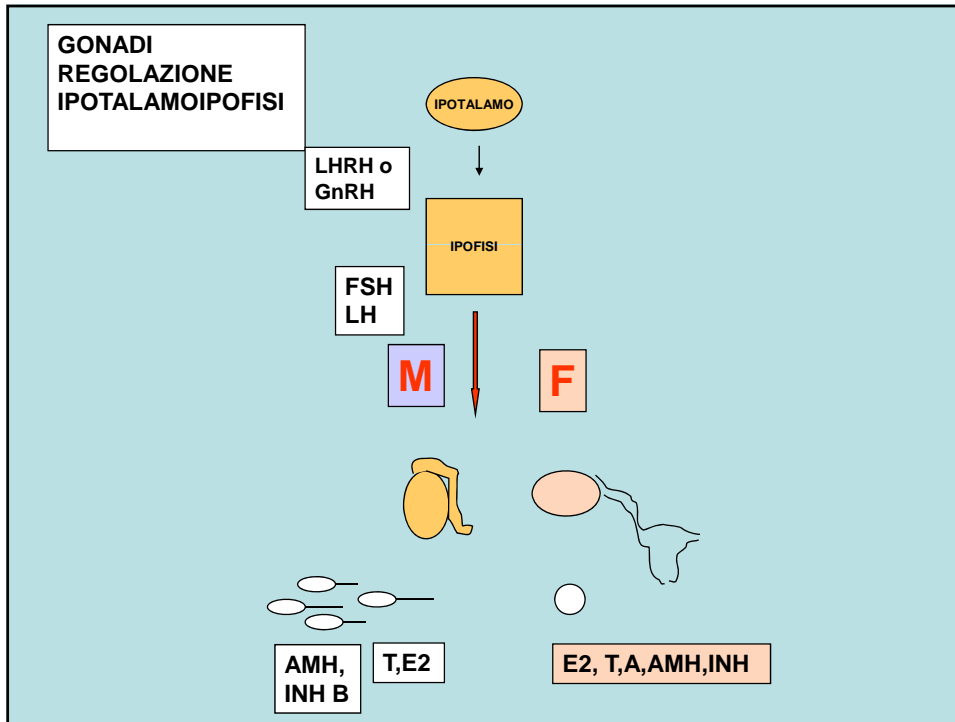 GONADI
REGOLAZIONE
IPOTALAMOIPOFISI
IPOTALAMO
LHRH o
GnRH
IPOFISI
FSH
LH
M
F
AMH,
INH B
T,E2
E2, T,A,AMH,INH